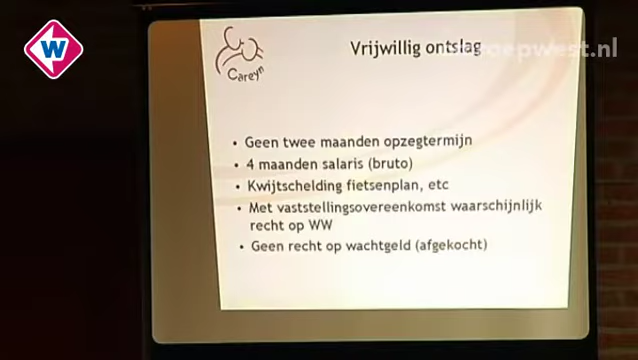 W
omroepwest.nl
Careyn
Vrijwillig ontslag
• Geen twee maanden opzegtermijn
• 4 maanden salaris (bruto)
• Kwijtschelding fietsenplan, etc
• Met vaststellingsovereenkomst waarschijnlijk
recht op WW
• Geen recht op wachtgeld (afgekocht)